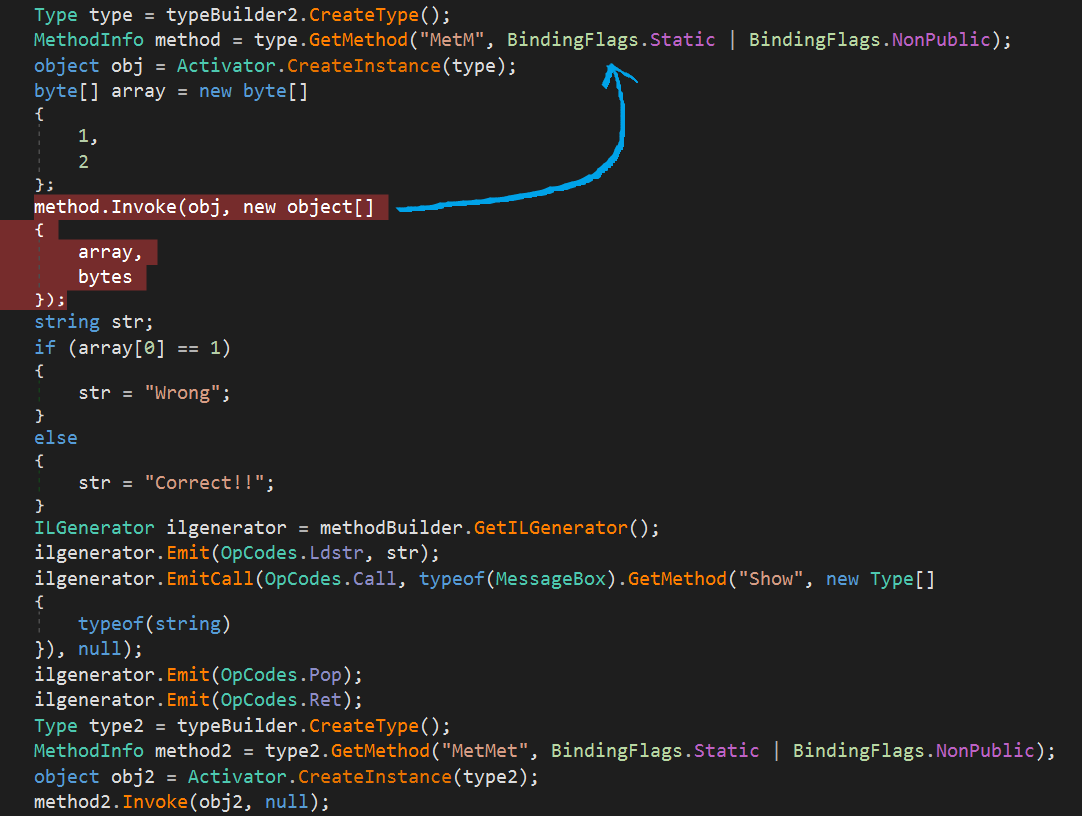 Type type = typeBuilder2.CreateType();
MethodInfo method = type.GetMethod("MetM", BindingFlags.Static | BindingFlags.NonPublic);
object obj = Activator.CreateInstance(type);
byte[] array = new byte[]
{
    1,
    2
};
method.Invoke(obj, new object[]
{
    array,
    bytes
});
string str;
if (array[0] == 1)
{
    str = "Wrong";
}
else
{
    str = "Correct!!";
}
ILGenerator ilgenerator = methodBuilder.GetILGenerator();
ilgenerator.Emit(OpCodes.Ldstr, str);
ilgenerator.EmitCall(OpCodes.Call, typeof(MessageBox).GetMethod("Show", new Type[]
{
    typeof(string)
}), null);
ilgenerator.Emit(OpCodes.Pop);
ilgenerator.Emit(OpCodes.Ret);
Type type2 = typeBuilder.CreateType();
MethodInfo method2 = type2.GetMethod("MetMet", BindingFlags.Static | BindingFlags.NonPublic);
object obj2 = Activator.CreateInstance(type2);
method2.Invoke(obj2, null);